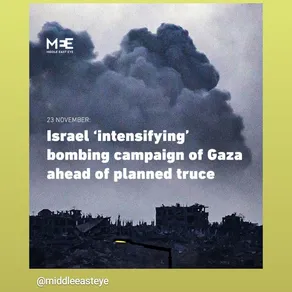 MEE
MIDDLE EAST EYE
23 NOVEMBER:
Israel ‘intensifying’
bombing campaign of Gaza
ahead of planned truce
@middleeasteye